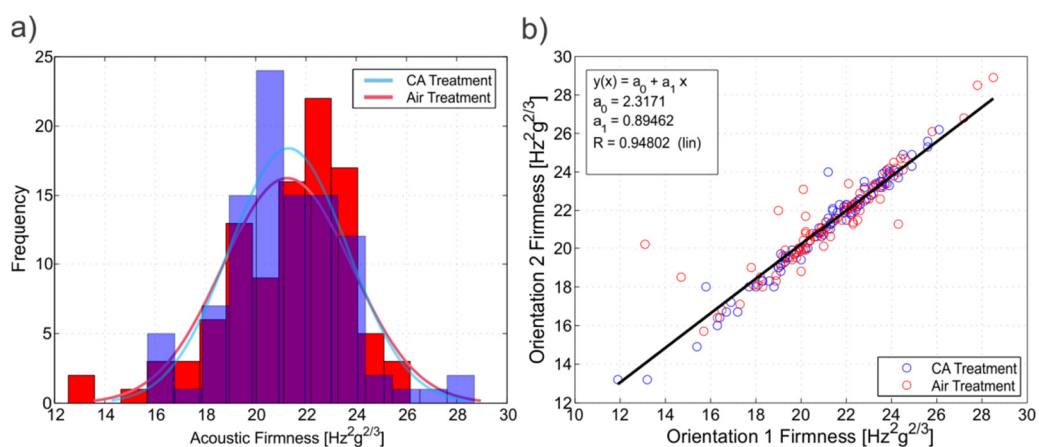 a)
25
20
15
10
5
0
Frequency
CA Treatment
Air Treatment
12 14 16 18 20 22 24 26 28 30
Acoustic Firmness [Hz²g²/³]
b)
30
28
26
24
22
20
18
16
14
12
Orientation 2 Firmness [Hz²g²/³]
y(x) = a₀ + a₁ x
a₀ = 2.3171
a₁ = 0.89462
R = 0.94802 (lin)
CA Treatment
Air Treatment
10 12 14 16 18 20 22 24 26 28 30
Orientation 1 Firmness [Hz²g²/³]